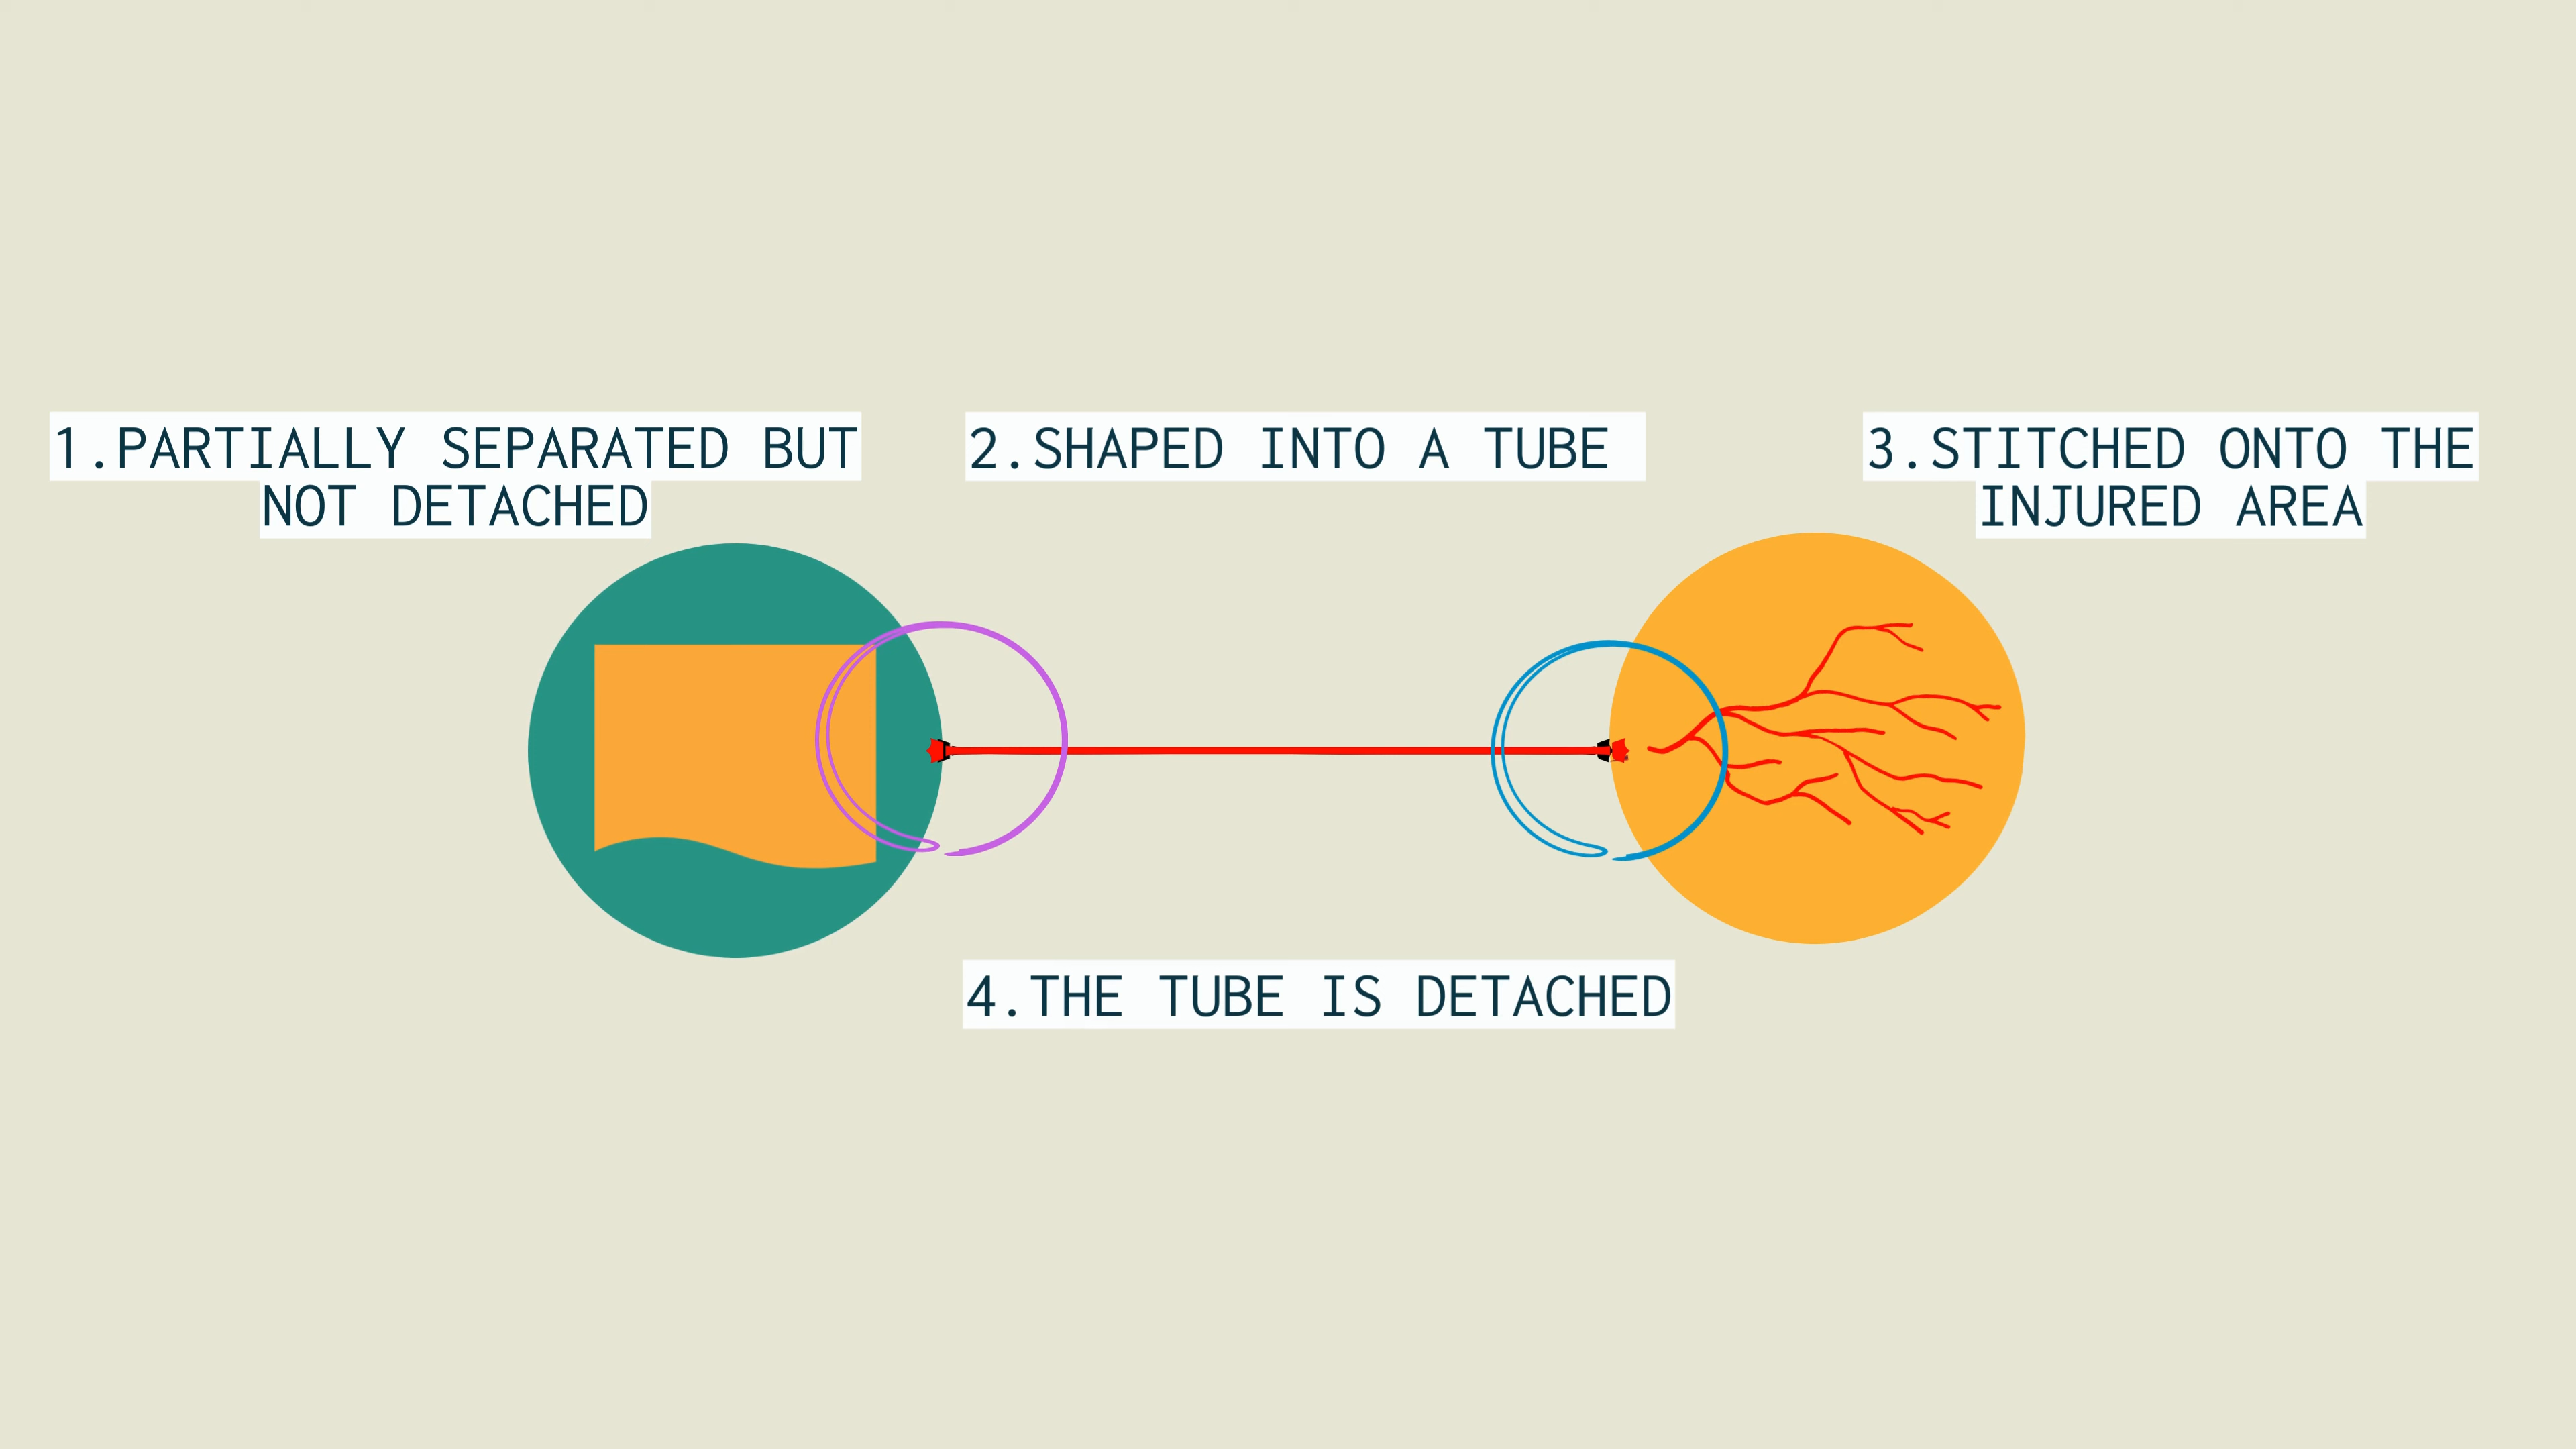 1.PARTIALLY SEPARATED BUT
NOT DETACHED
2.SHAPED INTO A TUBE
3.STITCHED ONTO THE
INJURED AREA
4.THE TUBE IS DETACHED